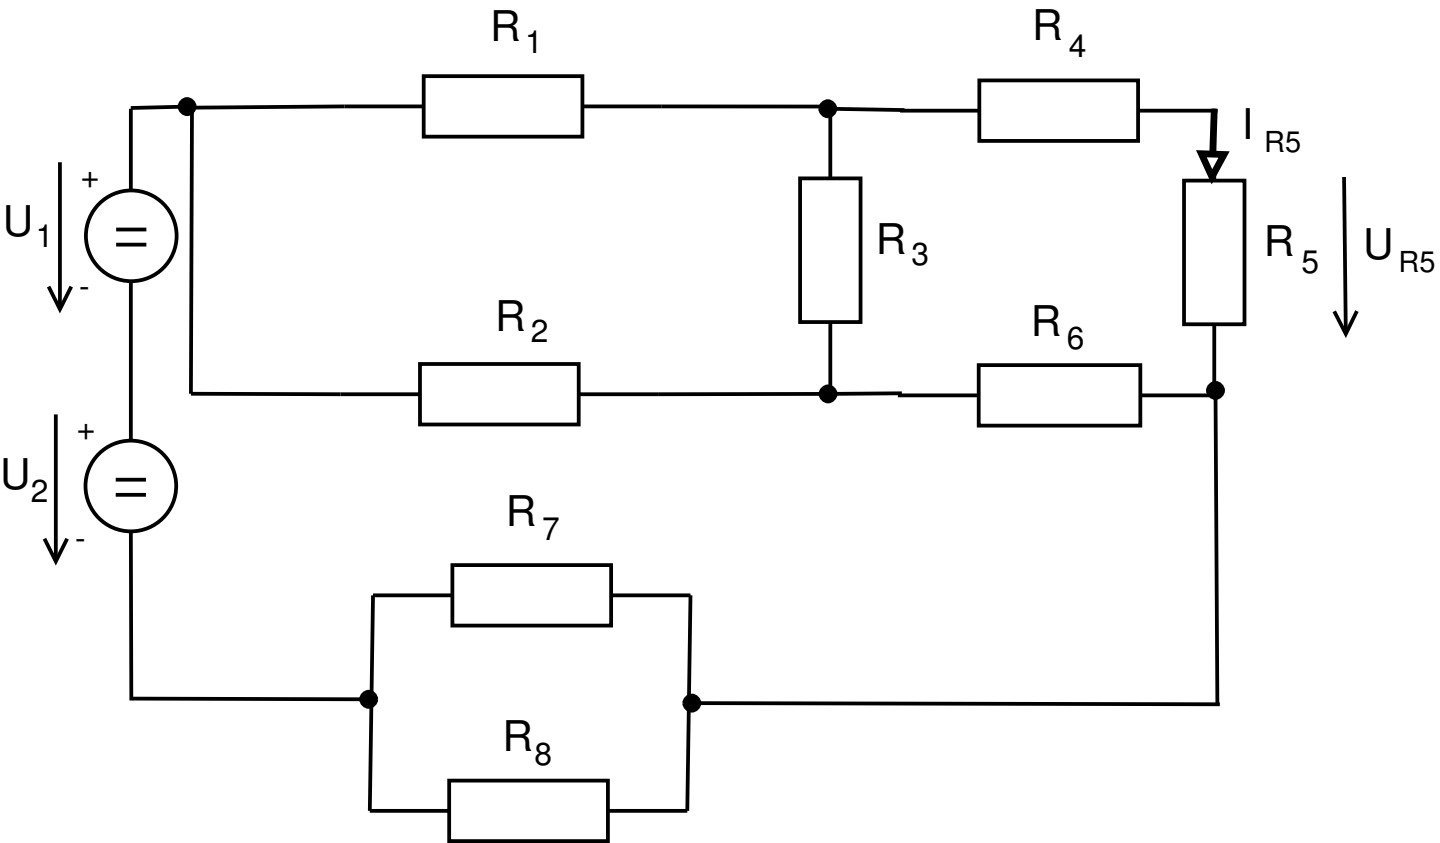 R1
R4
IR5
+
U1
=
R3
R5
UR5
-
R2
R6
+
U2
=
-
R7
R8